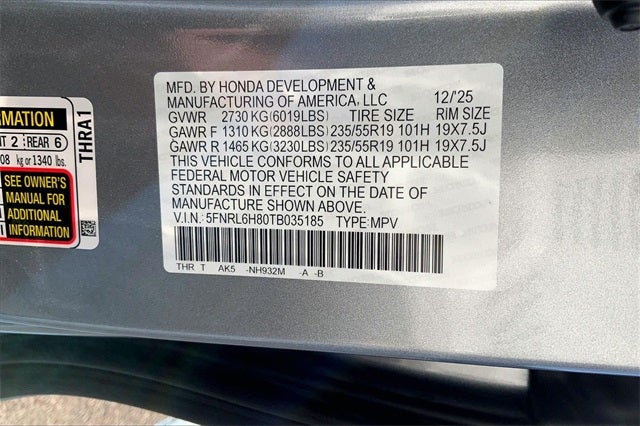 MFD. BY HONDA DEVELOPMENT &
MANUFACTURING OF AMERICA, LLC 12/'25
GVWR 2730 KG (6019LBS) TIRE SIZE RIM SIZE
GAWR F 1310 KG (2888LBS) 235/55R19 101H 19X7.5J
GAWR R 1465 KG (3230LBS) 235/55R19 101H 19X7.5J
THIS VEHICLE CONFORMS TO ALL APPLICABLE
FEDERAL MOTOR VEHICLE SAFETY
STANDARDS IN EFFECT ON THE DATE OF
MANUFACTURE SHOWN ABOVE.
V.I.N.: 5FNRL6H80TB035185 TYPE:MPV
THR T AK5 -NH932M -A -B
REAR 6
kg or 1340 lbs.
SEE OWNER'S
MANUAL FOR
ADDITIONAL
INFORMATION
THRA1